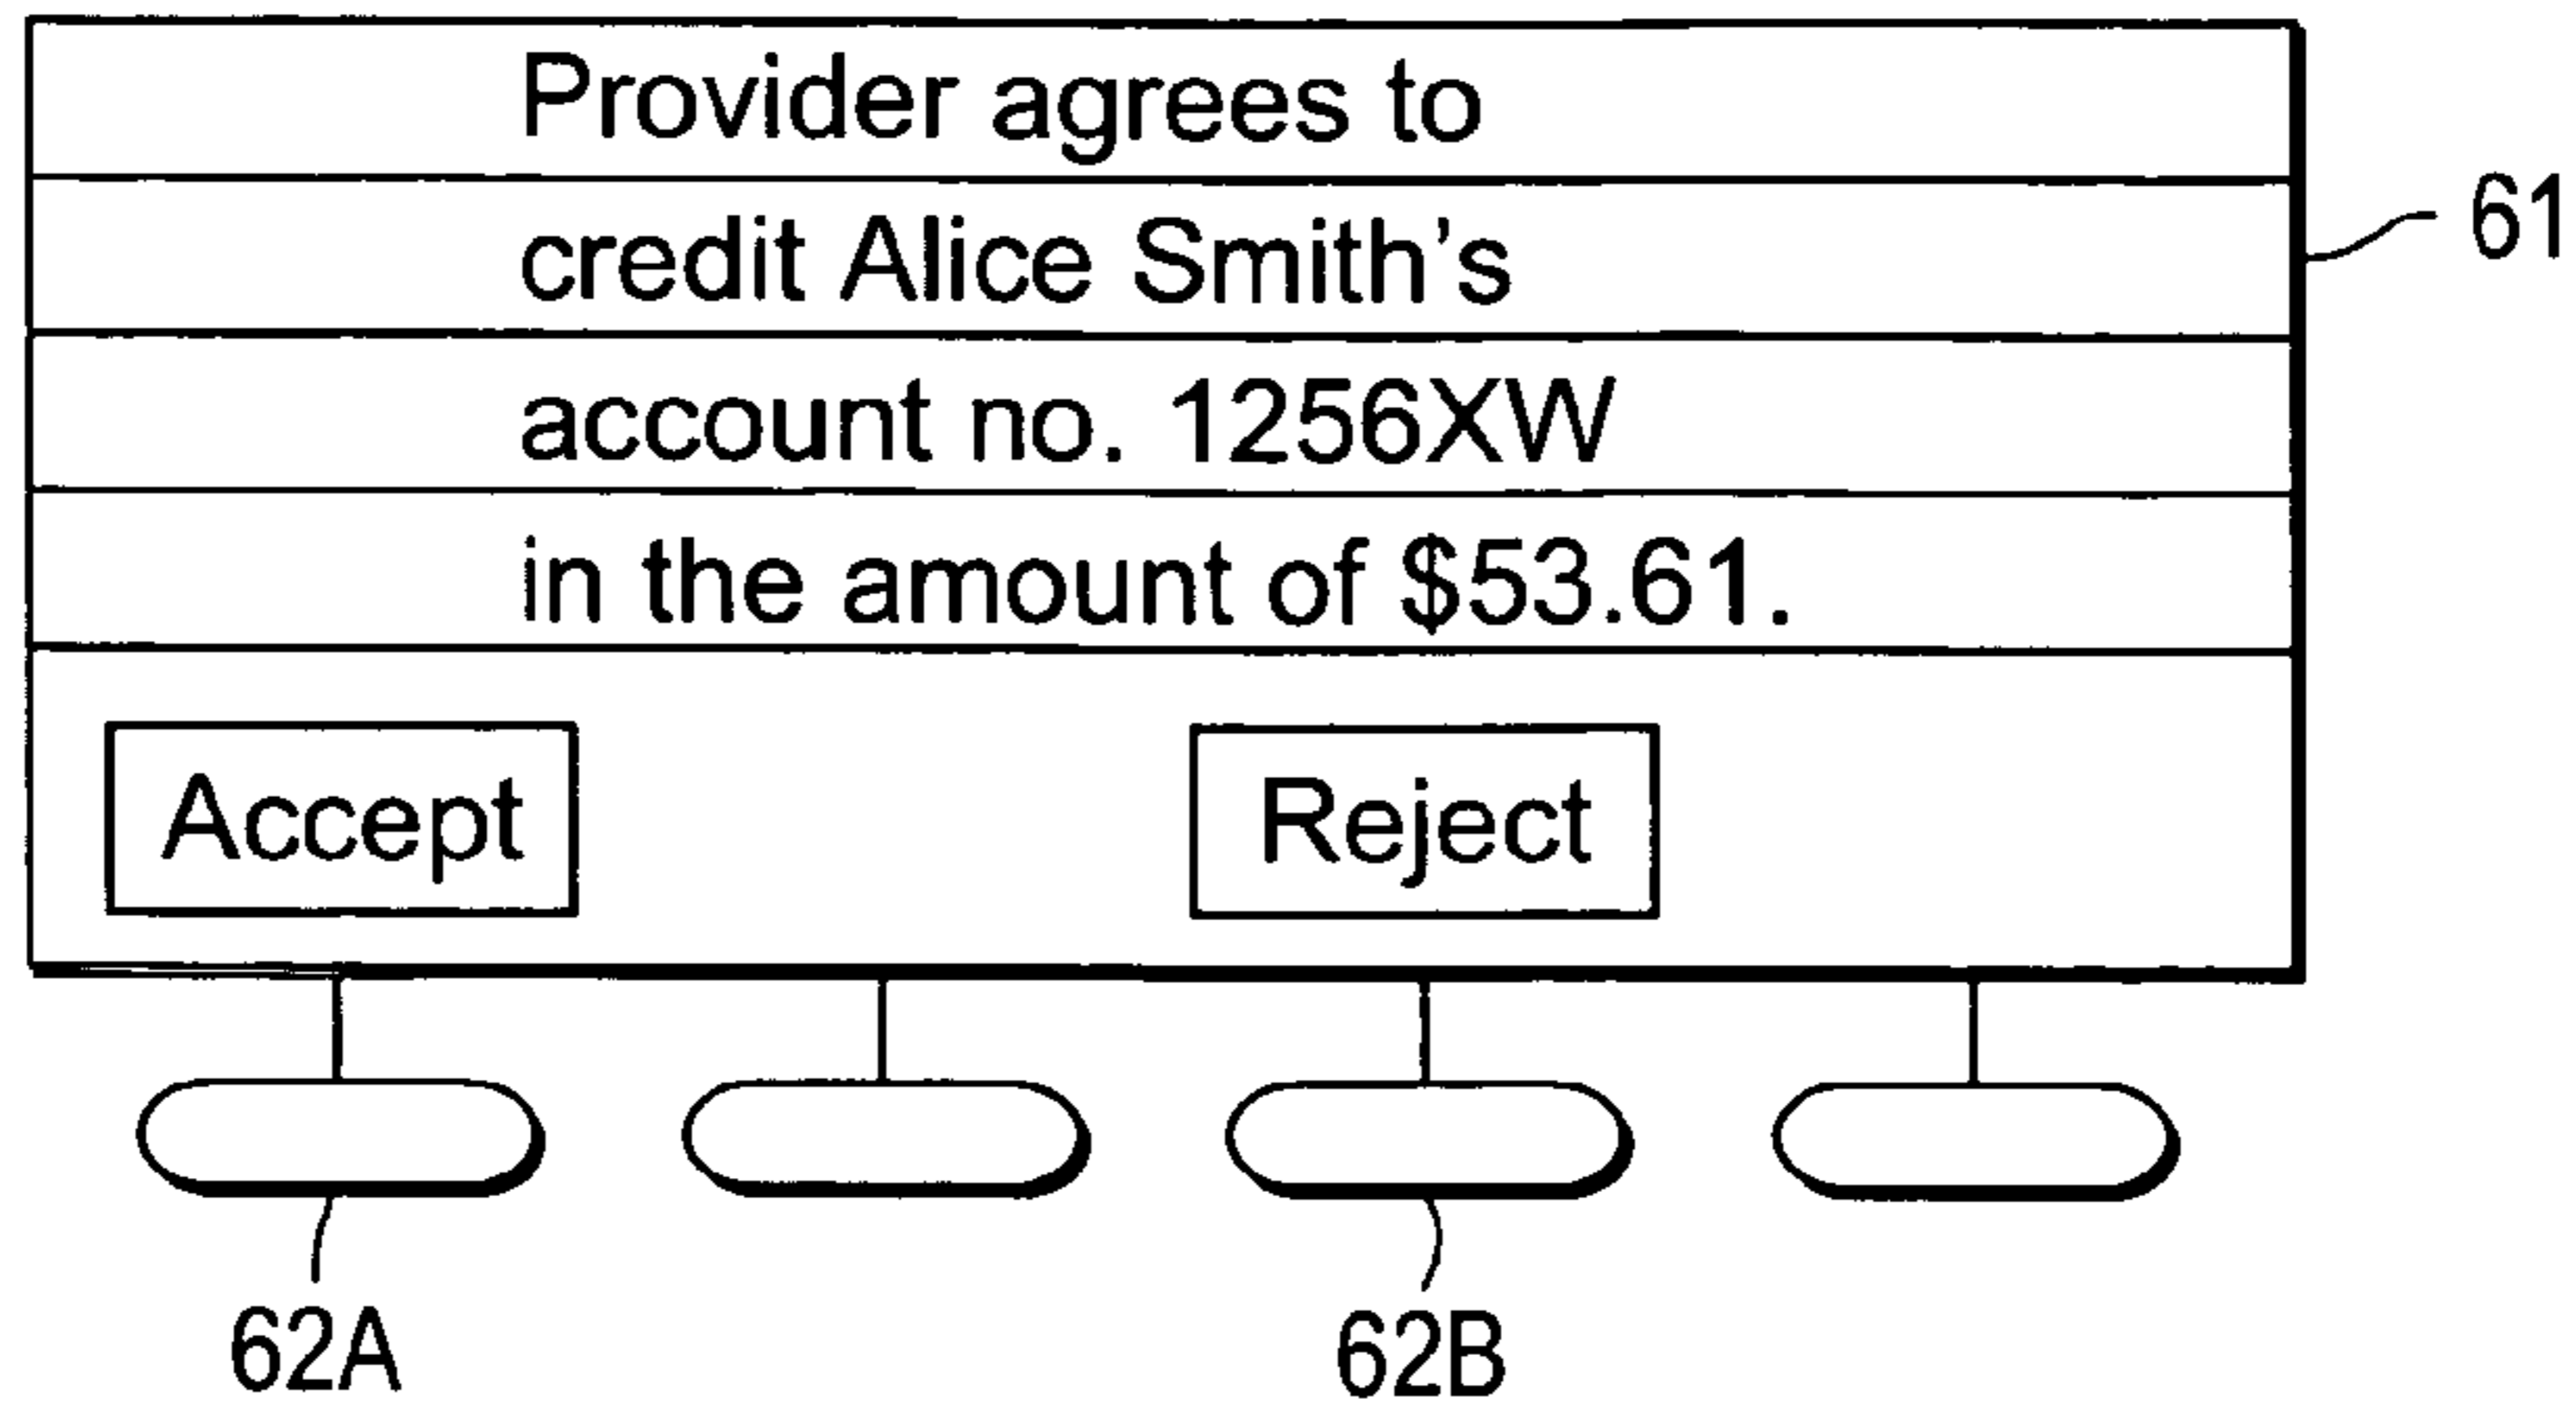 Provider agrees to
credit Alice Smith's
account no. 1256XW
in the amount of $53.61.
61
Accept Reject
62A 62B